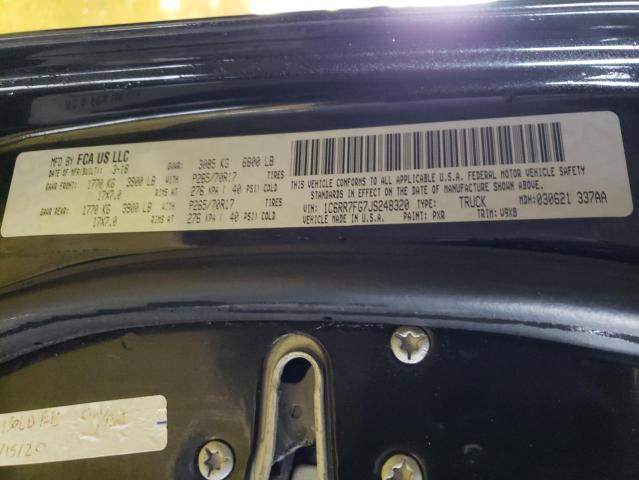 MFD BY FCA US LLC
DATE OF MFR(BUILT): 3-18 GVWR: 3085 KG 6800 LB
GAWR FRONT: 1770 KG 3900 LB WITH P265/70R17 TIRES
17X7.0 RIMS AT 276 KPA ( 40 PSI) COLD
GAWR REAR: 1770 KG 3900 LB WITH P265/70R17 TIRES
17X7.0 RIMS AT 276 KPA ( 40 PSI) COLD
THIS VEHICLE CONFORMS TO ALL APPLICABLE U.S.A. FEDERAL MOTOR VEHICLE SAFETY
STANDARDS IN EFFECT ON THE DATE OF MANUFACTURE SHOWN ABOVE.
VIN: 1C6RR7FG7JS248320 TYPE: TRUCK MDH: 030621 337AA
VEHICLE MADE IN U.S.A. PAINT: PXR TRIM: V9X8
/15/20